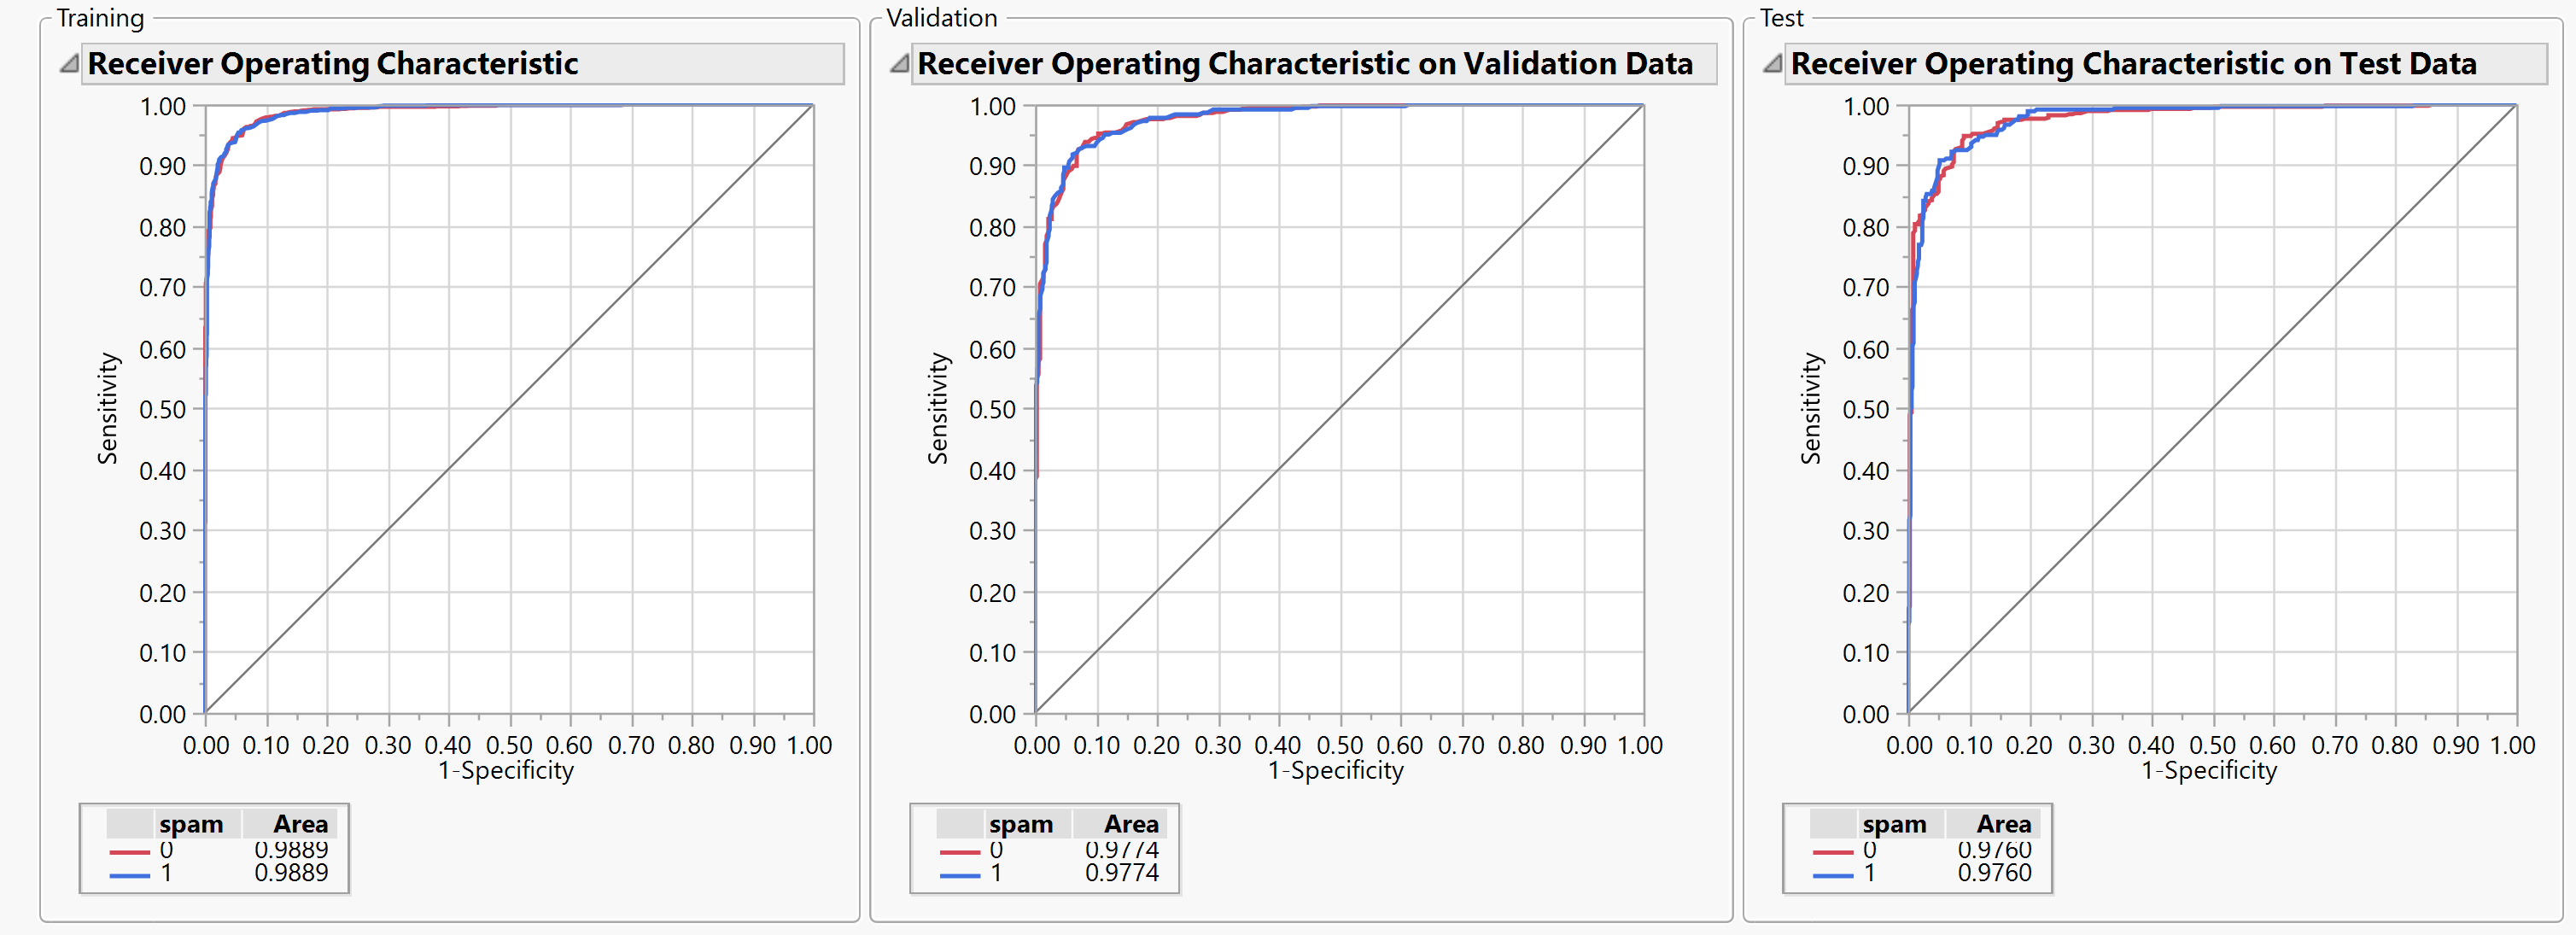 Training
Receiver Operating Characteristic
1.00
0.90
0.80
0.70
0.60
0.50
0.40
0.30
0.20
0.10
0.00
Sensitivity
0.00 0.10 0.20 0.30 0.40 0.50 0.60 0.70 0.80 0.90 1.00
1-Specificity
spam Area
0 0.9889
1 0.9889
Validation
Receiver Operating Characteristic on Validation Data
1.00
0.90
0.80
0.70
0.60
0.50
0.40
0.30
0.20
0.10
0.00
Sensitivity
0.00 0.10 0.20 0.30 0.40 0.50 0.60 0.70 0.80 0.90 1.00
1-Specificity
spam Area
0 0.9774
1 0.9774
Test
Receiver Operating Characteristic on Test Data
1.00
0.90
0.80
0.70
0.60
0.50
0.40
0.30
0.20
0.10
0.00
Sensitivity
0.00 0.10 0.20 0.30 0.40 0.50 0.60 0.70 0.80 0.90 1.00
1-Specificity
spam Area
0 0.9760
1 0.9760